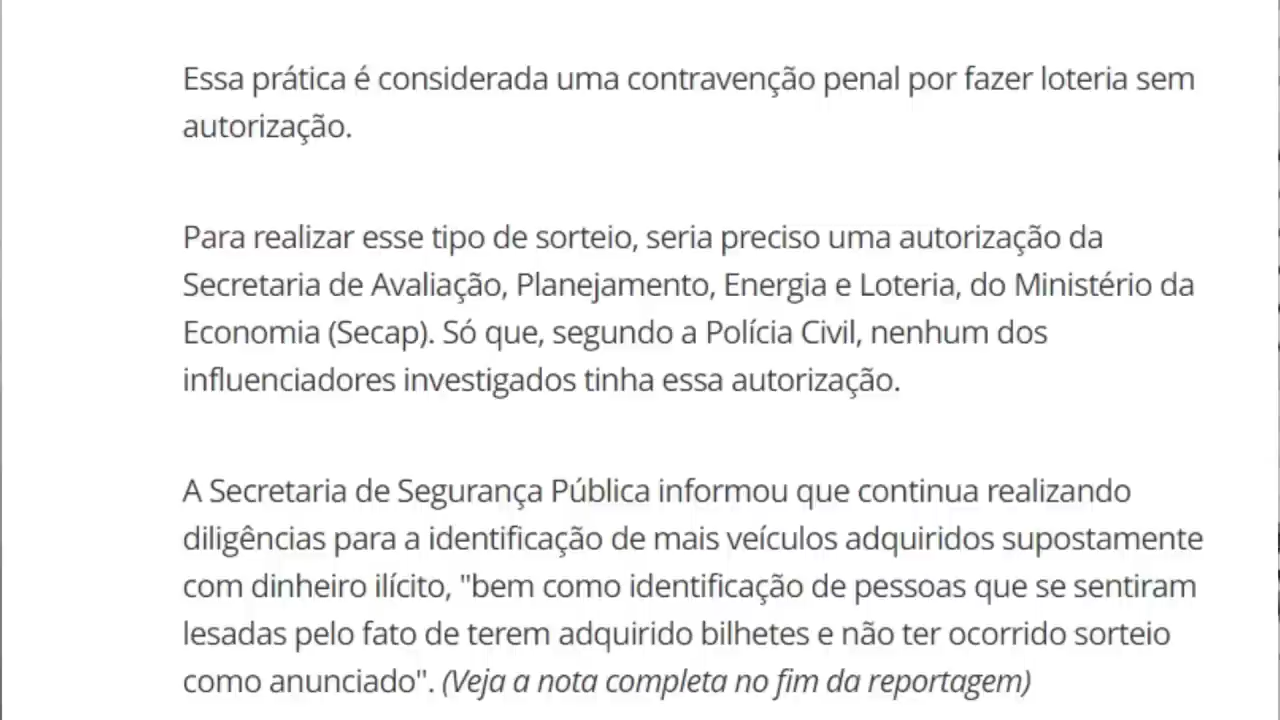 Essa prática é considerada uma contravenção penal por fazer loteria sem
autorização.
Para realizar esse tipo de sorteio, seria preciso uma autorização da
Secretaria de Avaliação, Planejamento, Energia e Loteria, do Ministério da
Economia (Secap). Só que, segundo a Polícia Civil, nenhum dos
influenciadores investigados tinha essa autorização.
A Secretaria de Segurança Pública informou que continua realizando
diligências para a identificação de mais veículos adquiridos supostamente
com dinheiro ilícito, "bem como identificação de pessoas que se sentiram
lesadas pelo fato de terem adquirido bilhetes e não ter ocorrido sorteio
como anunciado". (Veja a nota completa no fim da reportagem)